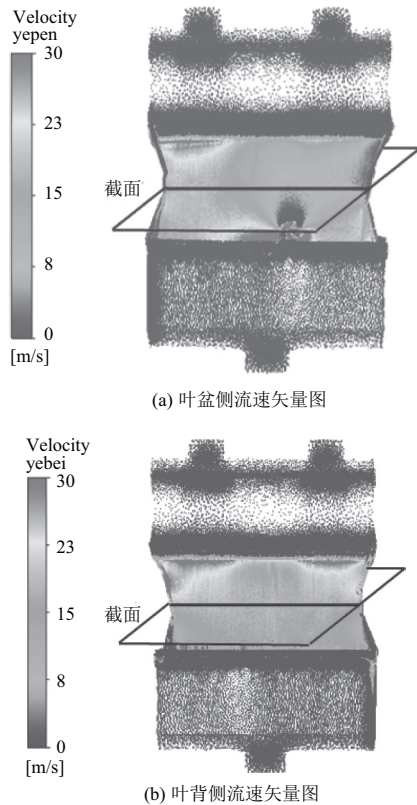 Velocity
yepen
30
23
15
8
0
[m/s]
截面
(a) 叶盆侧流速矢量图
Velocity
yebei
30
23
15
8
0
[m/s]
截面
(b) 叶背侧流速矢量图